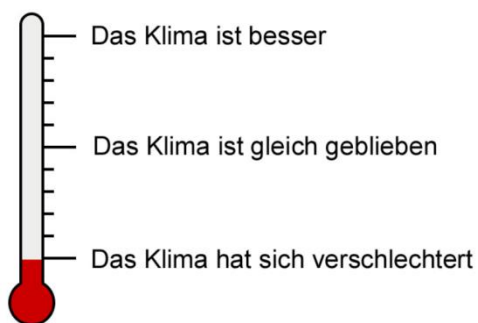 Das Klima ist besser
Das Klima ist gleich geblieben
Das Klima hat sich verschlechtert